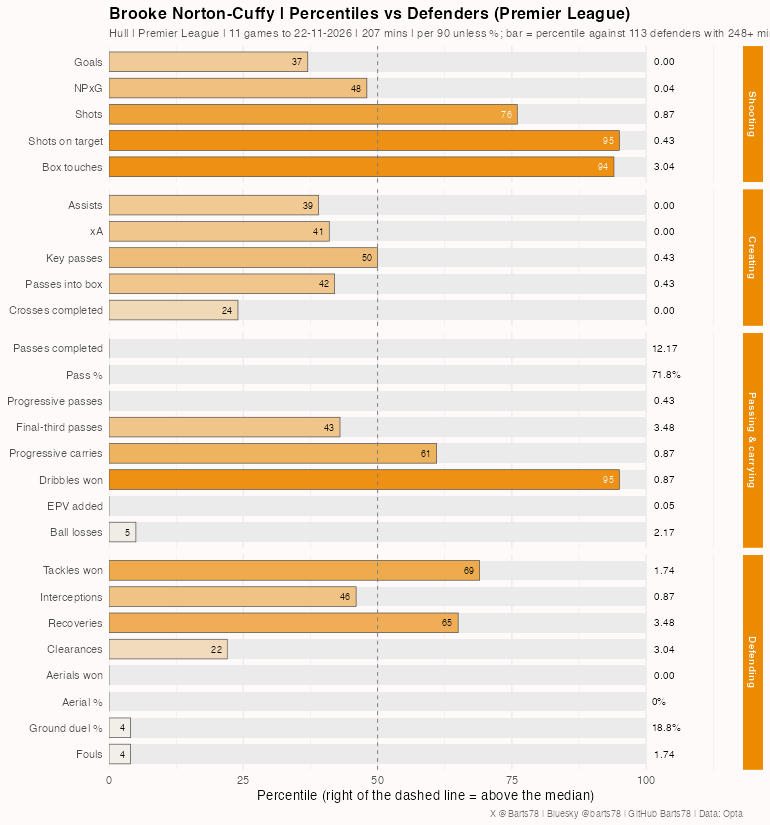 Brooke Norton-Cuffy | Percentiles vs Defenders (Premier League)
Hull | Premier League | 11 games to 22-11-2026 | 207 mins | per 90 unless %; bar = percentile against 113 defenders with 248+
Shooting
Goals 37 0.00
NPxG 48 0.04
Shots 76 0.87
Shots on target 95 0.43
Box touches 94 3.04
Creating
Assists 39 0.00
xA 41 0.00
Key passes 50 0.43
Passes into box 42 0.43
Crosses completed 24 0.00
Passing & carrying
Passes completed 12.17
Pass % 71.8%
Progressive passes 0.43
Final-third passes 43 3.48
Progressive carries 61 0.87
Dribbles won 95 0.87
EPV added 0.05
Ball losses 5 2.17
Defending
Tackles won 69 1.74
Interceptions 46 0.87
Recoveries 65 3.48
Clearances 22 3.04
Aerials won 0.00
Aerial % 0%
Ground duel % 4 18.8%
Fouls 4 1.74
0 25 50 75 100
Percentile (right of the dashed line = above the median)
X @Barts78 | Bluesky @barts78 | GitHub Barts78 | Data: Opta